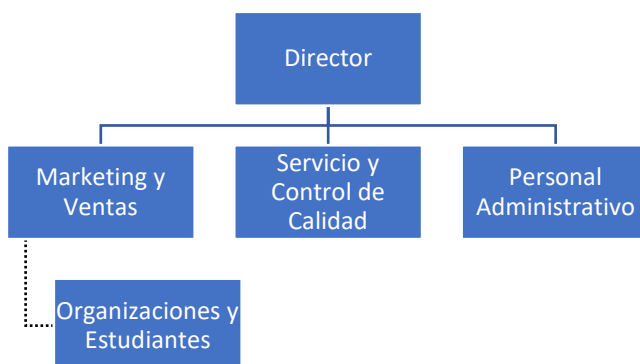 Director
Marketing y
Ventas
Servicio y
Control de
Calidad
Personal
Administrativo
Organizaciones y
Estudiantes